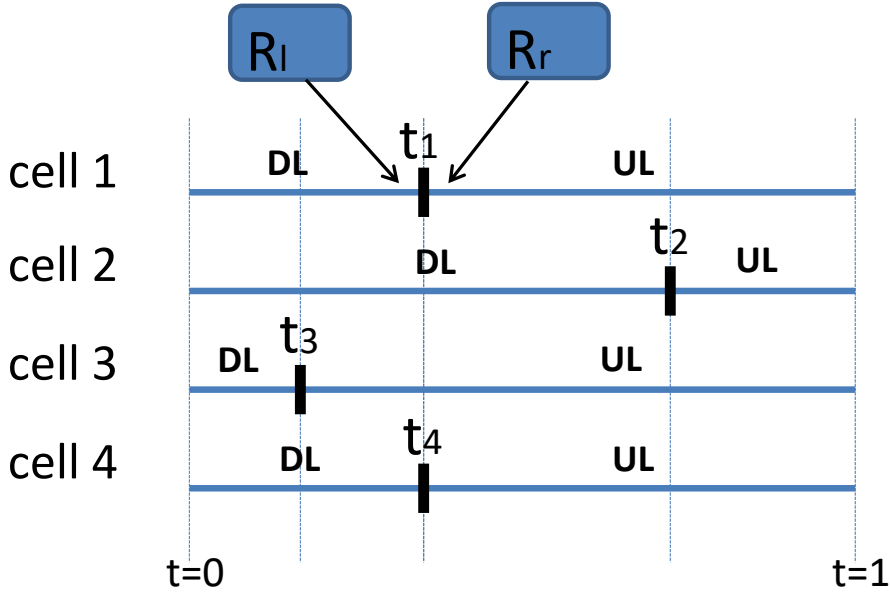 Rl
Rr
cell 1
DL
t1
UL
cell 2
DL
t2
UL
cell 3
DL
t3
UL
cell 4
DL
t4
UL
t=0
t=1